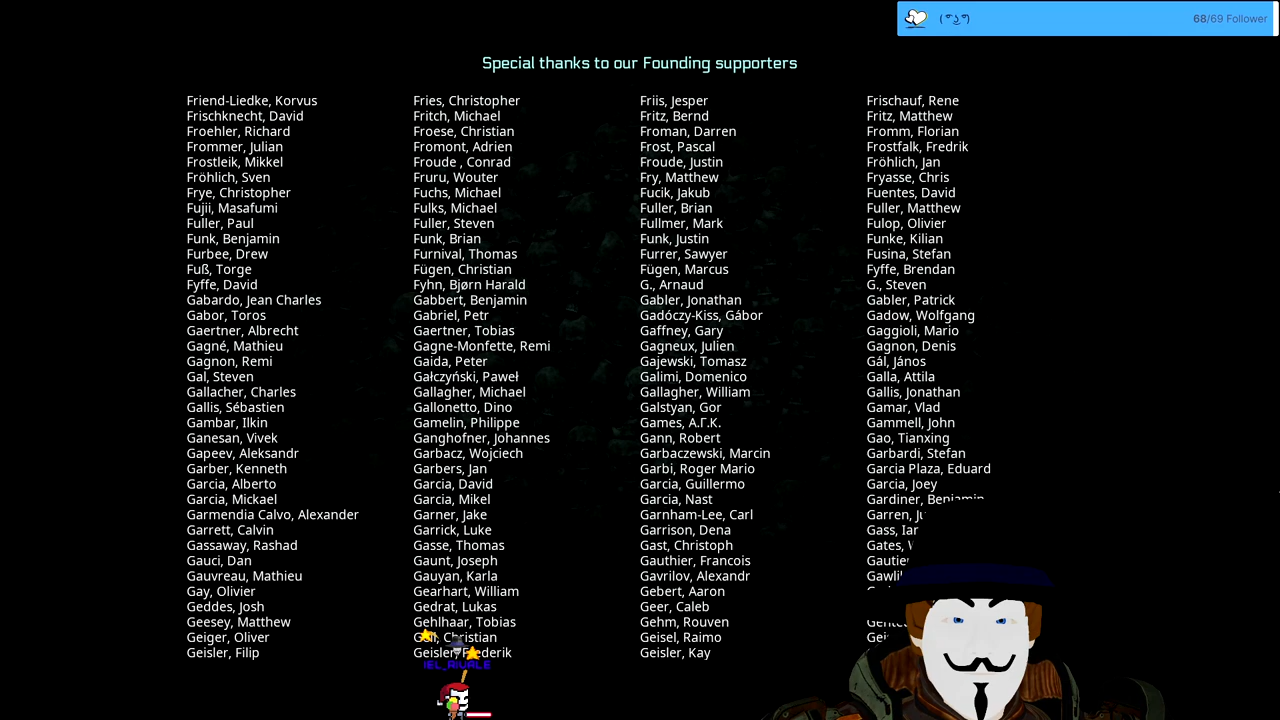 ( ͡° ͜ʖ ͡°)
68/69 Follower
Special thanks to our Founding supporters
Friend-Liedke, Korvus Fries, Christopher Friis, Jesper Frischauf, Rene
Frischknecht, David Fritch, Michael Fritz, Bernd Fritz, Matthew
Froehler, Richard Froese, Christian Froman, Darren Fromm, Florian
Frommer, Julian Fromont, Adrien Frost, Pascal Frostfalk, Fredrik
Frostleik, Mikkel Froude , Conrad Froude, Justin Fröhlich, Jan
Fröhlich, Sven Fruru, Wouter Fry, Matthew Fryasse, Chris
Frye, Christopher Fuchs, Michael Fucik, Jakub Fuentes, David
Fujii, Masafumi Fulks, Michael Fuller, Brian Fuller, Matthew
Fuller, Paul Fuller, Steven Fullmer, Mark Fulop, Olivier
Funk, Benjamin Funk, Brian Funk, Justin Funke, Kilian
Furbee, Drew Furnival, Thomas Furrer, Sawyer Fusina, Stefan
Fuß, Torge Fügen, Christian Fügen, Marcus Fyffe, Brendan
Fyffe, David Fyhn, Bjørn Harald G., Arnaud G., Steven
Gabardo, Jean Charles Gabbert, Benjamin Gabler, Jonathan Gabler, Patrick
Gabor, Toros Gabriel, Petr Gadóczy-Kiss, Gábor Gadow, Wolfgang
Gaertner, Albrecht Gaertner, Tobias Gaffney, Gary Gaggioli, Mario
Gagné, Mathieu Gagne-Monfette, Remi Gagneux, Julien Gagnon, Denis
Gagnon, Remi Gaida, Peter Gajewski, Tomasz Gál, János
Gal, Steven Gałczyński, Paweł Galimi, Domenico Galla, Attila
Gallacher, Charles Gallagher, Michael Gallagher, William Gallis, Jonathan
Gallis, Sébastien Gallonetto, Dino Galstyan, Gor Gamar, Vlad
Gambar, Ilkin Gamelin, Philippe Games, А.Г.К. Gammell, John
Ganesan, Vivek Ganghofner, Johannes Gann, Robert Gao, Tianxing
Gapeev, Aleksandr Garbacz, Wojciech Garbaczewski, Marcin Garbardi, Stefan
Garber, Kenneth Garbers, Jan Garbi, Roger Mario Garcia Plaza, Eduard
Garcia, Alberto Garcia, David Garcia, Guillermo Garcia, Joey
Garcia, Mickael Garcia, Mikel Garcia, Nast Gardiner, Benjamin
Garmendia Calvo, Alexander Garner, Jake Garnham-Lee, Carl Garren,
Garrett, Calvin Garrick, Luke Garrison, Dena Gass,
Gassaway, Rashad Gasse, Thomas Gast, Christoph Gates,
Gauci, Dan Gaunt, Joseph Gauthier, Francois
Gauvreau, Mathieu Gauyan, Karla Gavrilov, Alexandr
Gay, Olivier Gearhart, William Gebert, Aaron
Geddes, Josh Gedrat, Lukas Geer, Caleb
Geesey, Matthew Gehlhaar, Tobias Gehm, Rouven
Geiger, Oliver Christian Geisel, Raimo
Geisler, Filip Geisler, Frederik Geisler, Kay
IEL_RIVALE